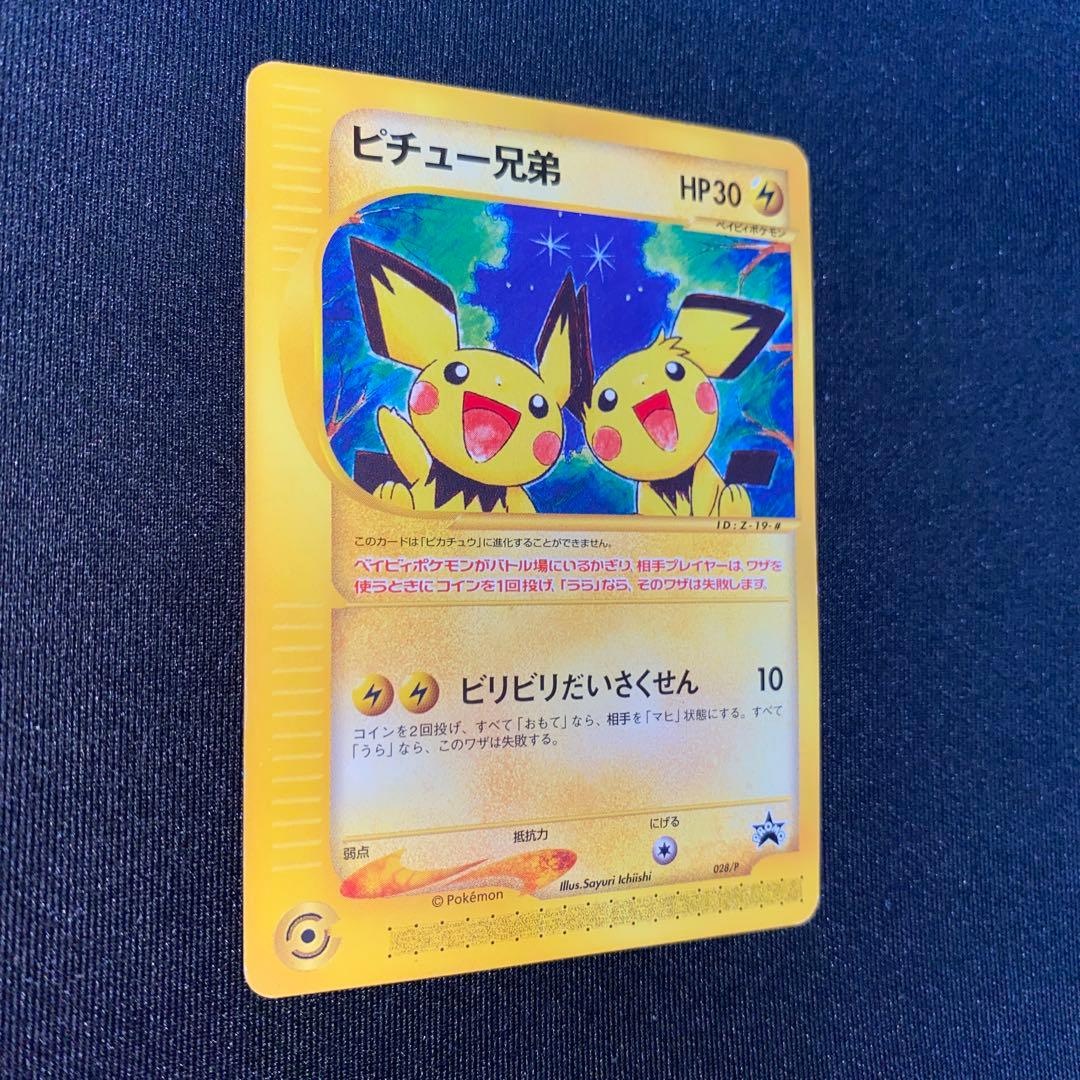 ピチュー兄弟
HP30
ベイビィポケモン
ID:Z-19-#
このカードは「ピカチュウ」に進化することができません。
ベイビィポケモンがバトル場にいるかぎり、相手プレイヤーは、ワザを
使うときにコインを1回投げ、「うら」なら、そのワザは失敗します。
ビリビリだいさくせん 10
コインを2回投げ、すべて「おもて」なら、相手を「マヒ」状態にする。すべて
「うら」なら、このワザは失敗する。
弱点 抵抗力 にげる
PROMO
028/P
Illus.Sayuri Ichiishi
© Pokémon